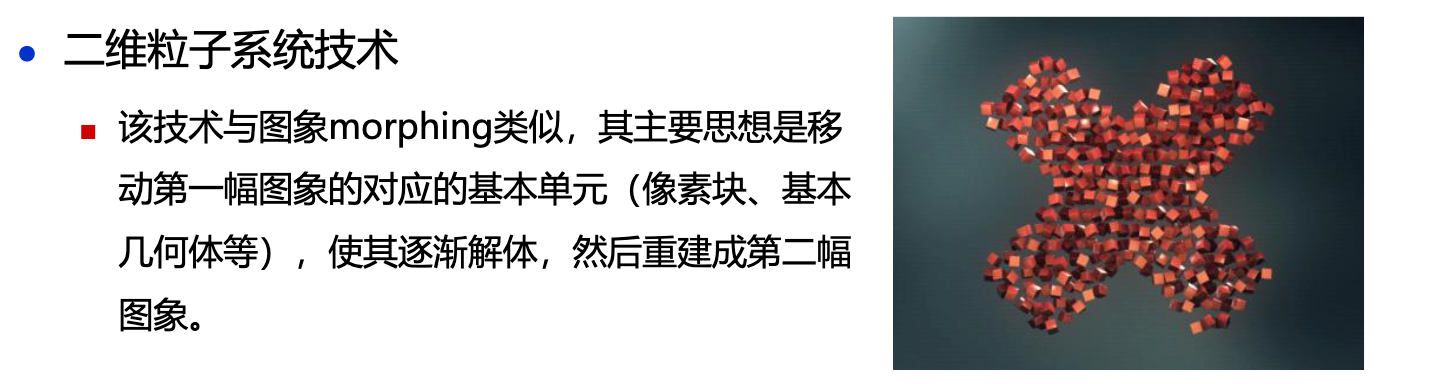 二维粒子系统技术
该技术与图象morphing类似，其主要思想是移
动第一幅图象的对应的基本单元（像素块、基本
几何体等），使其逐渐解体，然后重建成第二幅
图象。